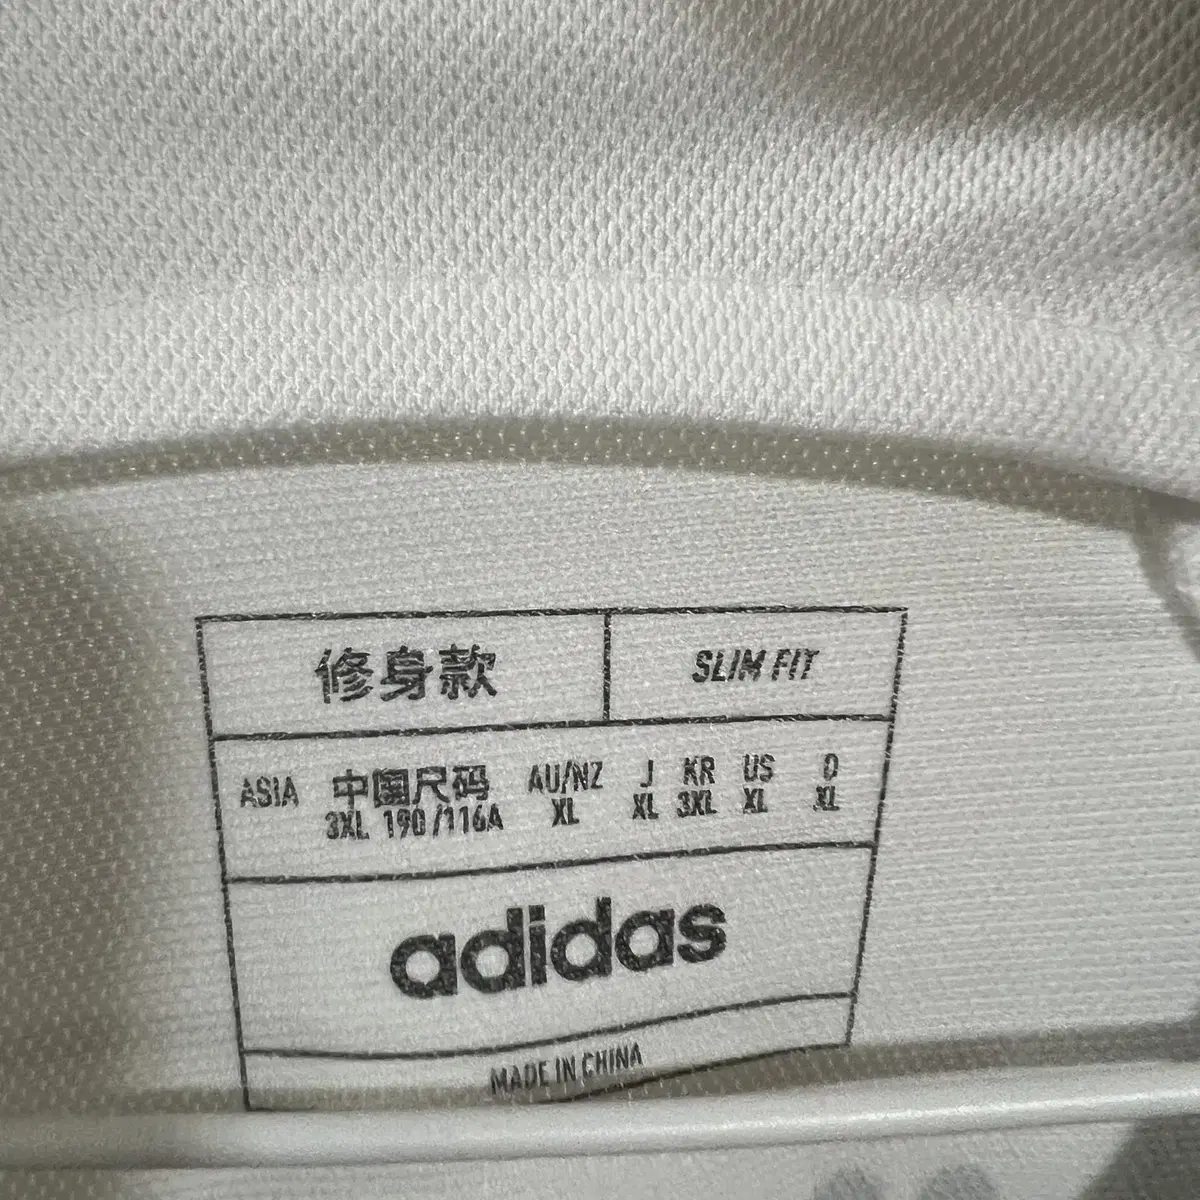 修身款 SLIM FIT
ASIA 中国尺码 AU/NZ J KR US D
3XL 190/116A XL XL 3XL XL XL
adidas
MADE IN CHINA